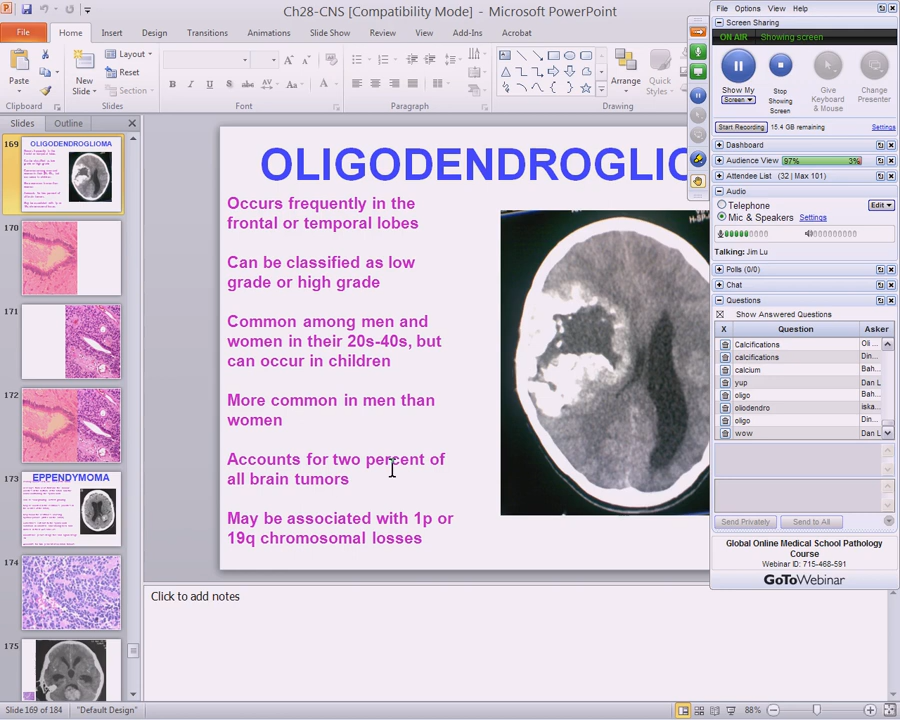 Ch28-CNS [Compatibility Mode] - Microsoft PowerPoint
File
Home
Insert
Design
Transitions
Animations
Slide Show
Review
View
Add-Ins
Acrobat
Paste
New
Slide
Layout
Reset
Section
Arrange
Quick
Styles
Clipboard
Slides
Font
Paragraph
Drawing
Slides
Outline
169
OLIGODENDROGLIOMA
170
171
172
173
EPPENDYMOMA
174
175
OLIGODENDROGLIO
Occurs frequently in the
frontal or temporal lobes
Can be classified as low
grade or high grade
Common among men and
women in their 20s-40s, but
can occur in children
More common in men than
women
Accounts for two percent of
all brain tumors
May be associated with 1p or
19q chromosomal losses
Click to add notes
Slide 169 of 184
"Default Design"
88%
File Options View Help
Screen Sharing
ON AIR Showing screen
Show My
Screen
Stop
Showing
Screen
Give
Keyboard
& Mouse
Change
Presenter
Start Recording 15.4 GB remaining Settings
Dashboard
Audience View 97% 3%
Attendee List (32 | Max 101)
Audio
Telephone
Edit
Mic & Speakers Settings
Talking: Jim Lu
Polls (0/0)
Chat
Questions
Show Answered Questions
X Question Asker
Calcifications Oli ...
calcifications Din...
calcium Bah...
yup Dan L
oligo Bah...
oliodendro iska...
oligo Din...
wow Dan L
Send Privately
Send to All
Global Online Medical School Pathology
Course
Webinar ID: 715-468-591
GoToWebinar